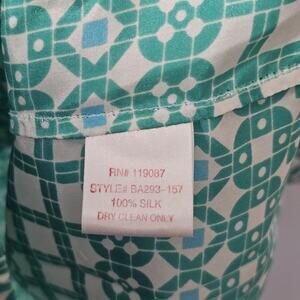 RN# 119087
STYLE# BA293-157
100% SILK
DRY CLEAN ONLY